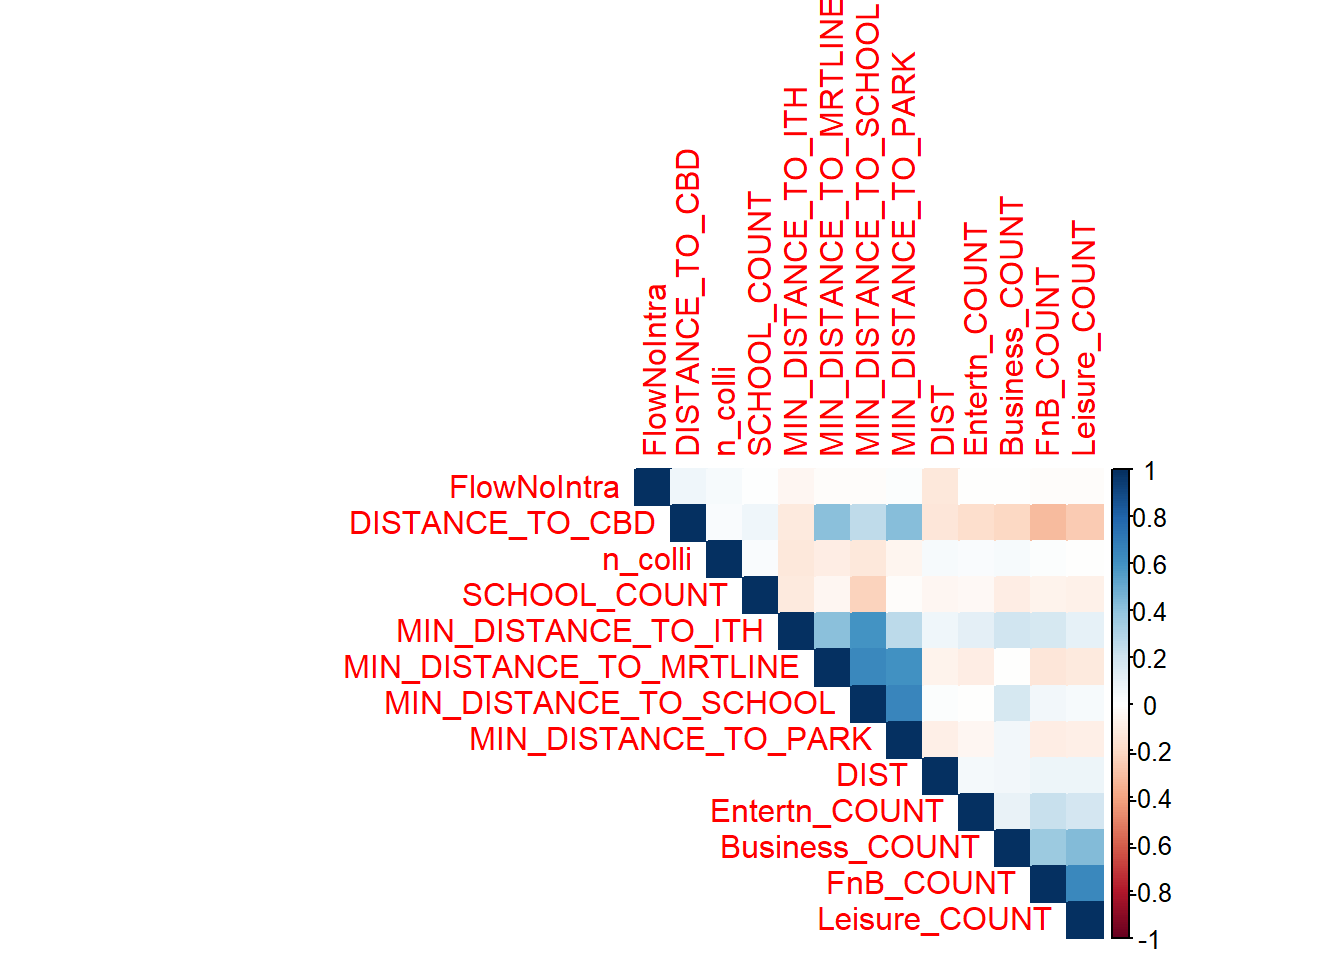 FlowNoIntra
DISTANCE_TO_CBD
n_colli
SCHOOL_COUNT
MIN_DISTANCE_TO_ITH
MIN_DISTANCE_TO_MRTLINE
MIN_DISTANCE_TO_SCHOOL
MIN_DISTANCE_TO_PARK
DIST
Entertn_COUNT
Business_COUNT
FnB_COUNT
Leisure_COUNT
FlowNoIntra
DISTANCE_TO_CBD
n_colli
SCHOOL_COUNT
MIN_DISTANCE_TO_ITH
MIN_DISTANCE_TO_MRTLINE
MIN_DISTANCE_TO_SCHOOL
MIN_DISTANCE_TO_PARK
DIST
Entertn_COUNT
Business_COUNT
FnB_COUNT
Leisure_COUNT
1
0.8
0.6
0.4
0.2
0
-0.2
-0.4
-0.6
-0.8
-1